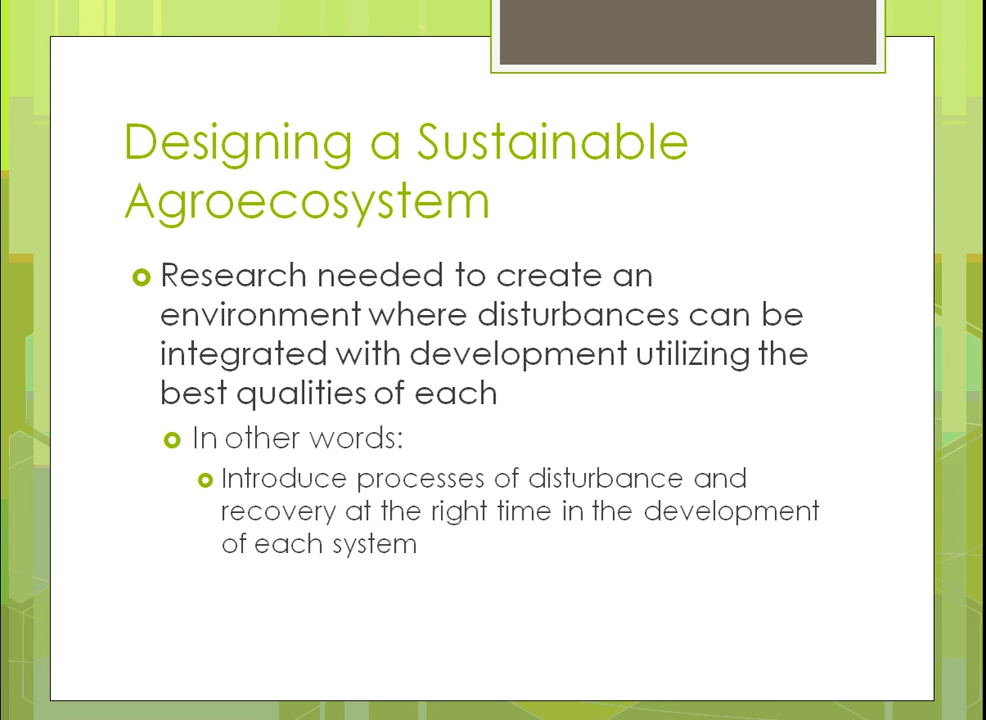 Designing a Sustainable
Agroecosystem
Research needed to create an
environment where disturbances can be
integrated with development utilizing the
best qualities of each
In other words:
Introduce processes of disturbance and
recovery at the right time in the development
of each system